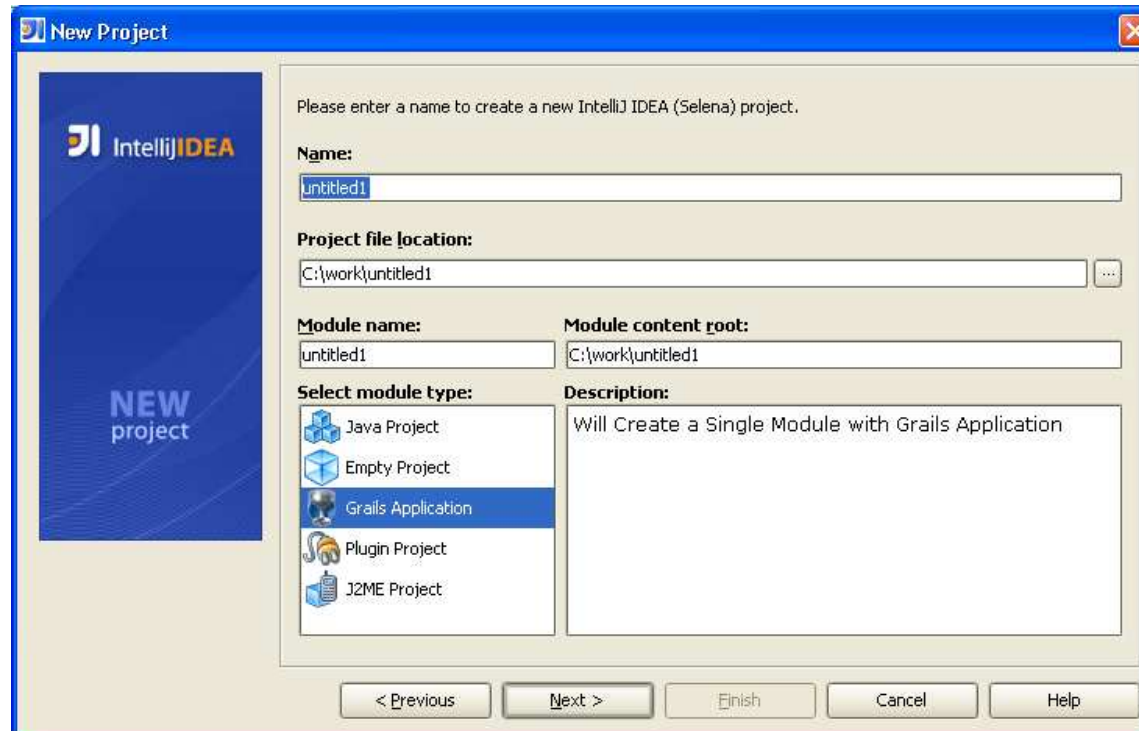 New Project
IntelliJIDEA
NEW
project
Please enter a name to create a new IntelliJ IDEA (Selena) project.
Name:
untitled1
Project file location:
C:\work\untitled1
...
Module name:
Module content root:
untitled1
C:\work\untitled1
Select module type:
Description:
Java Project
Empty Project
Grails Application
Plugin Project
J2ME Project
Will Create a Single Module with Grails Application
< Previous
Next >
Finish
Cancel
Help